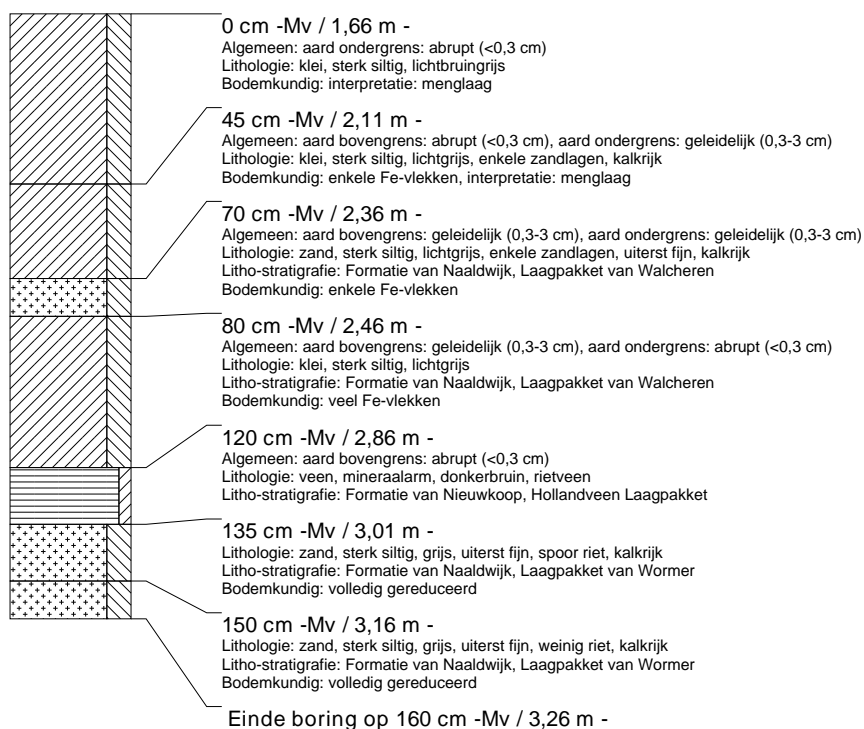 0 cm -Mv / 1,66 m -
Algemeen: aard ondergrens: abrupt (<0,3 cm)
Lithologie: klei, sterk siltig, lichtbruingrijs
Bodemkundig: interpretatie: menglaag
45 cm -Mv / 2,11 m -
Algemeen: aard bovengrens: abrupt (<0,3 cm), aard ondergrens: geleidelijk (0,3-3 cm)
Lithologie: klei, sterk siltig, lichtgrijs, enkele zandlagen, kalkrijk
Bodemkundig: enkele Fe-vlekken, interpretatie: menglaag
70 cm -Mv / 2,36 m -
Algemeen: aard bovengrens: geleidelijk (0,3-3 cm), aard ondergrens: geleidelijk (0,3-3 cm)
Lithologie: zand, sterk siltig, lichtgrijs, enkele zandlagen, uiterst fijn, kalkrijk
Litho-stratigrafie: Formatie van Naaldwijk, Laagpakket van Walcheren
Bodemkundig: enkele Fe-vlekken
80 cm -Mv / 2,46 m -
Algemeen: aard bovengrens: geleidelijk (0,3-3 cm), aard ondergrens: abrupt (<0,3 cm)
Lithologie: klei, sterk siltig, lichtgrijs
Litho-stratigrafie: Formatie van Naaldwijk, Laagpakket van Walcheren
Bodemkundig: veel Fe-vlekken
120 cm -Mv / 2,86 m -
Algemeen: aard bovengrens: abrupt (<0,3 cm)
Lithologie: veen, mineraalarm, donkerbruin, rietveen
Litho-stratigrafie: Formatie van Nieuwkoop, Hollandveen Laagpakket
135 cm -Mv / 3,01 m -
Lithologie: zand, sterk siltig, grijs, uiterst fijn, spoor riet, kalkrijk
Litho-stratigrafie: Formatie van Naaldwijk, Laagpakket van Wormer
Bodemkundig: volledig gereduceerd
150 cm -Mv / 3,16 m -
Lithologie: zand, sterk siltig, grijs, uiterst fijn, weinig riet, kalkrijk
Litho-stratigrafie: Formatie van Naaldwijk, Laagpakket van Wormer
Bodemkundig: volledig gereduceerd
Einde boring op 160 cm -Mv / 3,26 m -